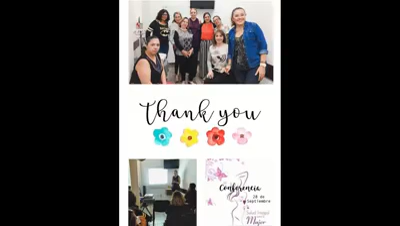 Thank you
Conferencia
28 de
Septiembre
Mujer